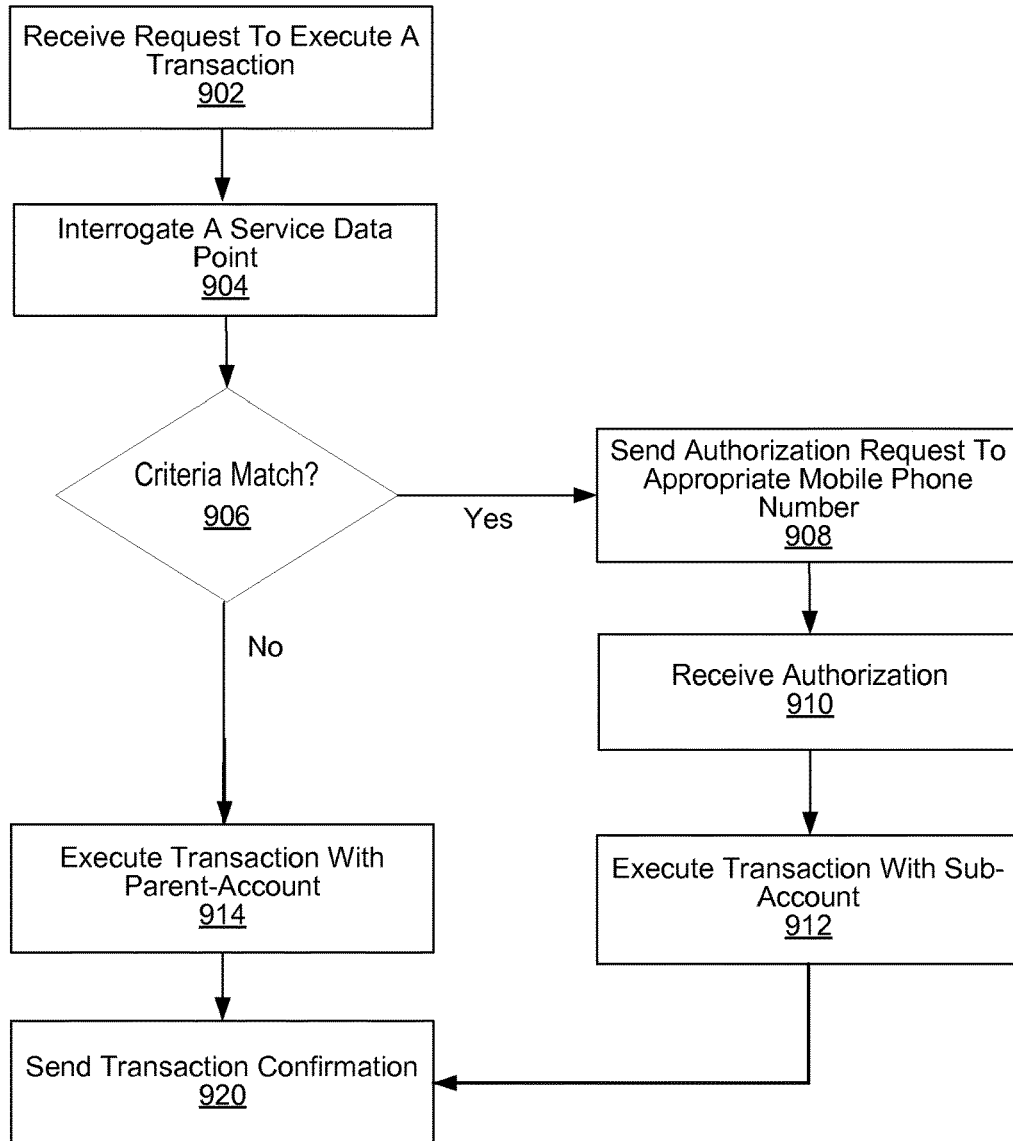 Receive Request To Execute A
Transaction
902
Interrogate A Service Data
Point
904
Criteria Match?
906
Yes
No
Send Authorization Request To
Appropriate Mobile Phone
Number
908
Receive Authorization
910
Execute Transaction With Sub-
Account
912
Execute Transaction With
Parent-Account
914
Send Transaction Confirmation
920